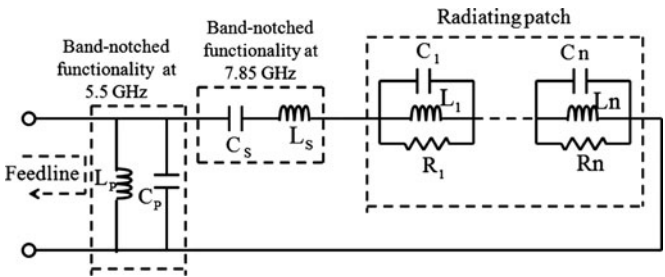 Radiating patch
Band-notched
functionality at
5.5 GHz
Band-notched
functionality at
7.85 GHz
C1
L1
R1
Cn
Ln
Rn
CS
LS
Feedline
LP
CP